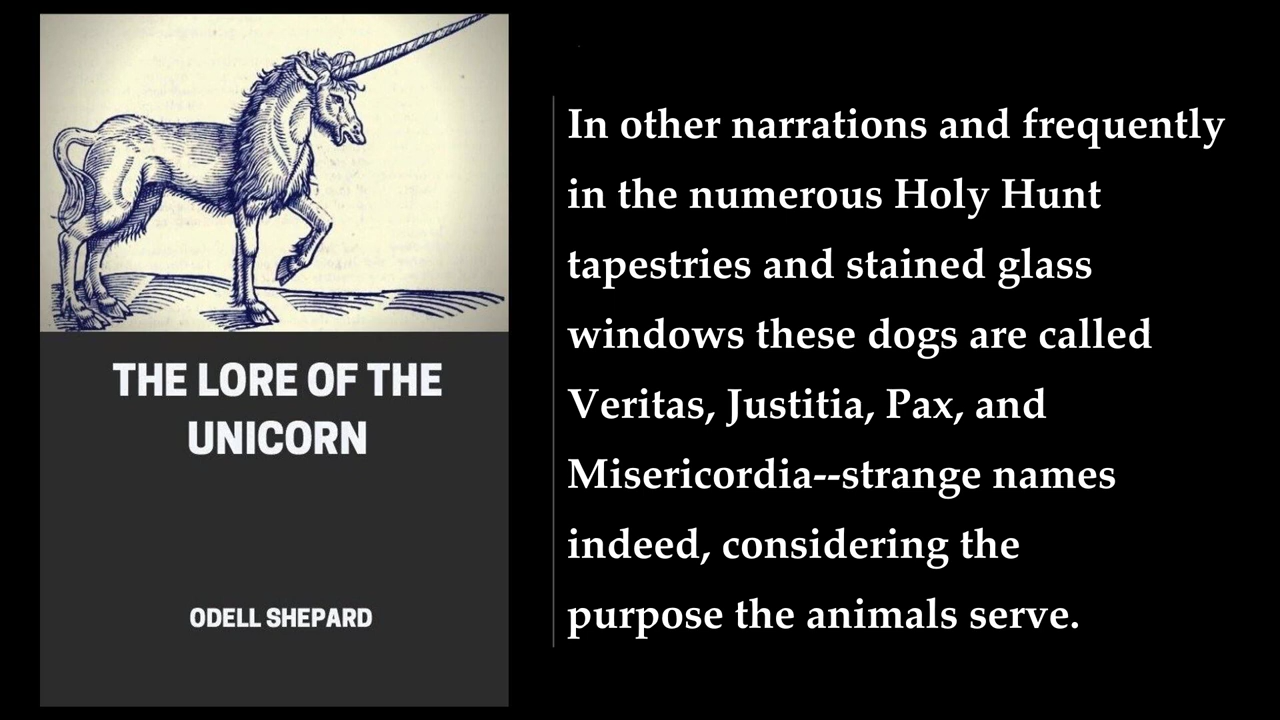 THE LORE OF THE
UNICORN
ODELL SHEPARD
In other narrations and frequently
in the numerous Holy Hunt
tapestries and stained glass
windows these dogs are called
Veritas, Justitia, Pax, and
Misericordia--strange names
indeed, considering the
purpose the animals serve.